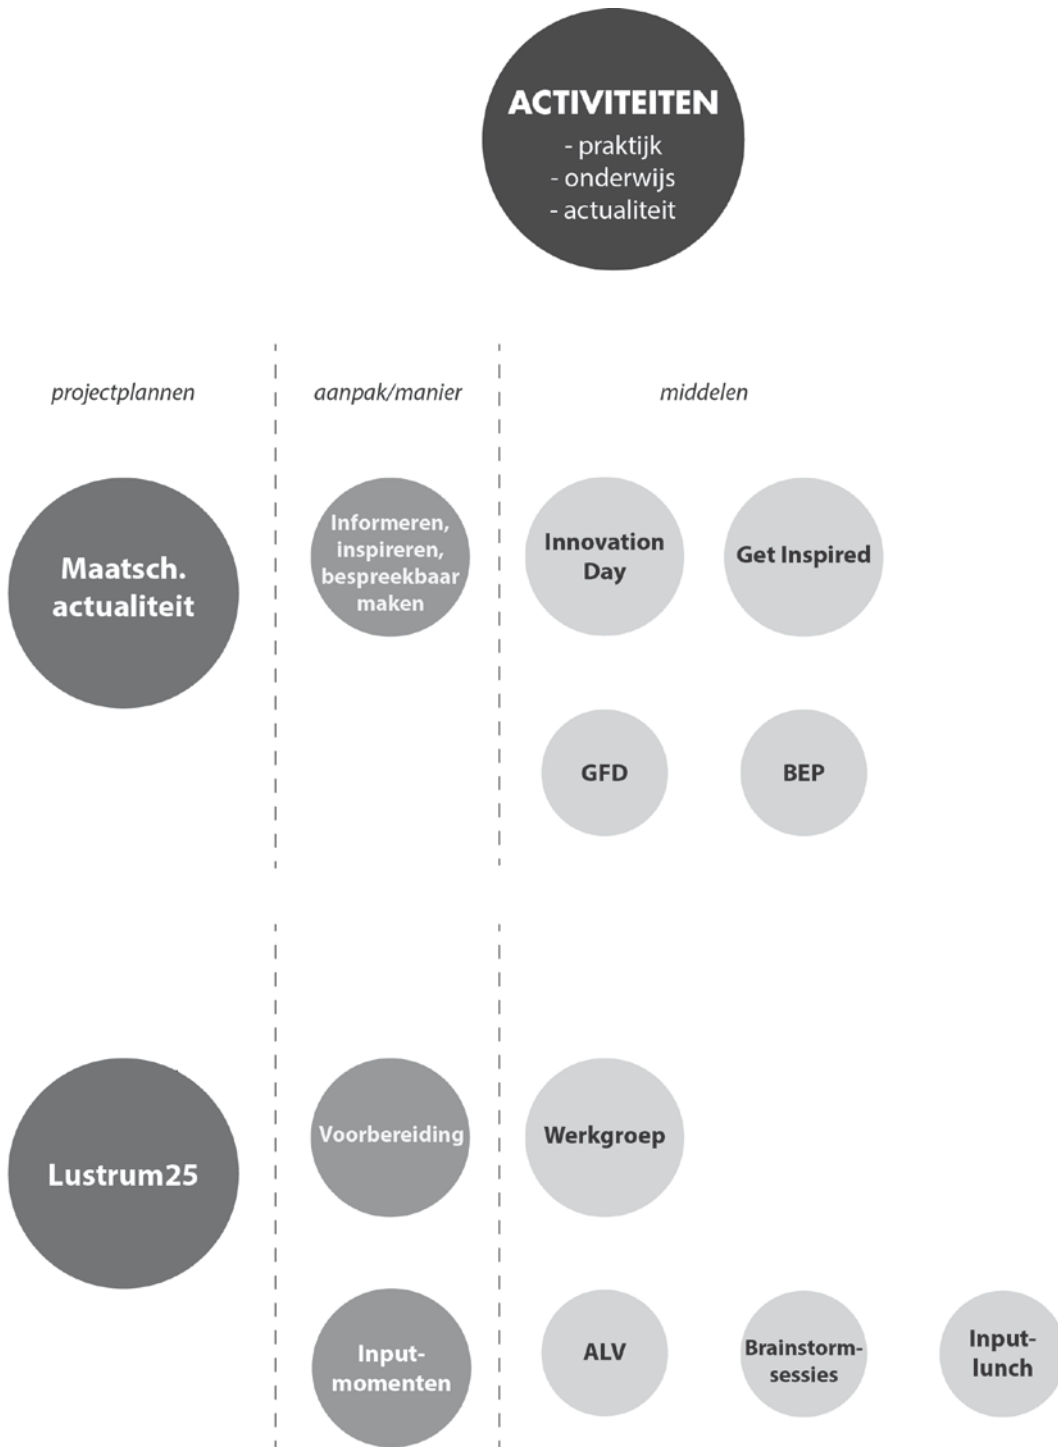 ACTIVITEITEN
- praktijk
- onderwijs
- actualiteit
projectplannen
aanpak/manier
middelen
Maatsch.
actualiteit
Informeren,
inspireren,
bespreekbaar
maken
Innovation
Day
Get Inspired
GFD
BEP
Lustrum25
Voorbereiding
Werkgroep
Input-
momenten
ALV
Brainstorm-
sessies
Input-
lunch